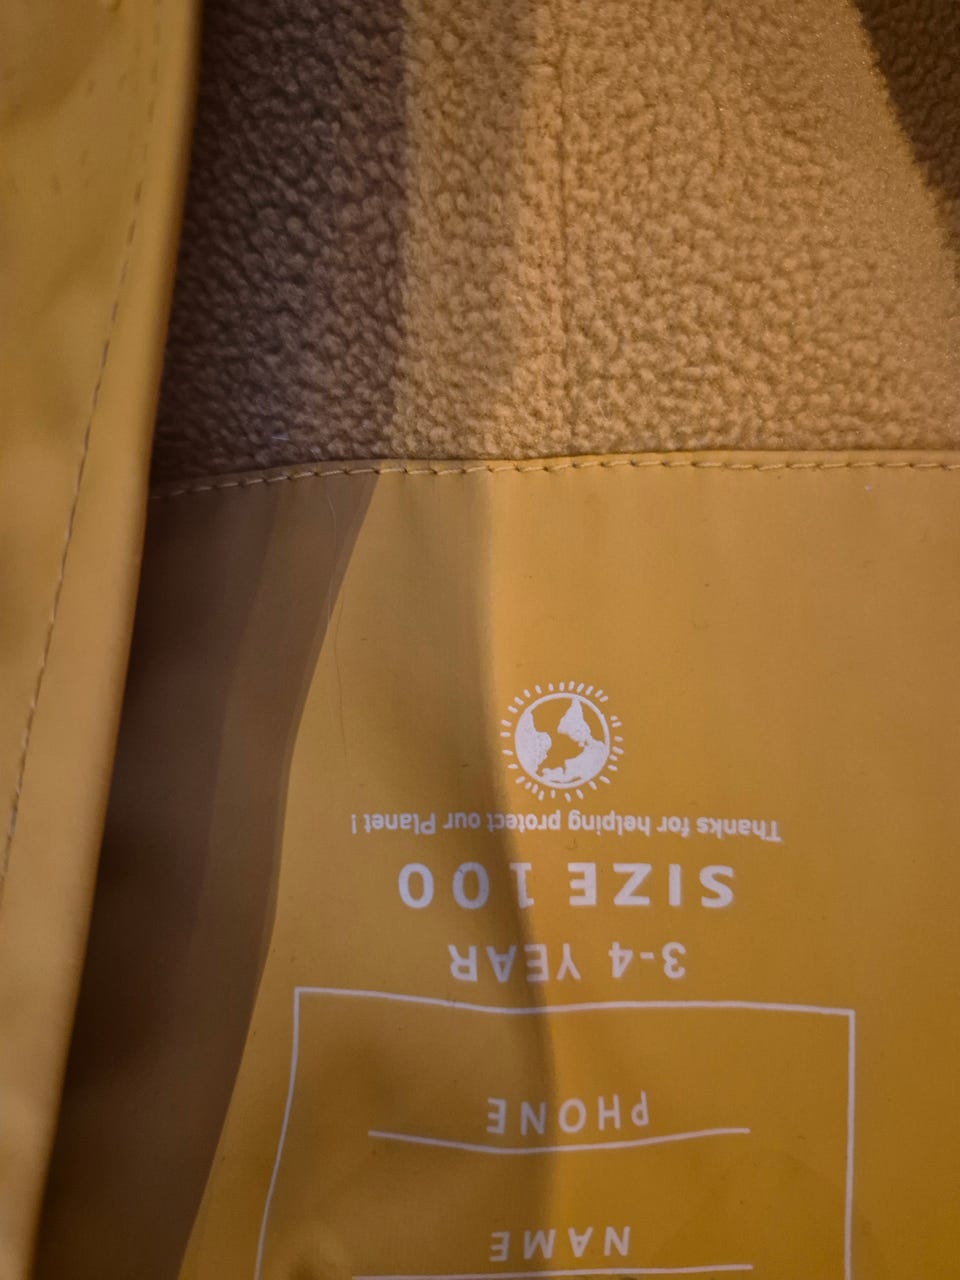 NAME
PHONE
3-4 YEAR
SIZE 100
Thanks for helping protect our Planet !